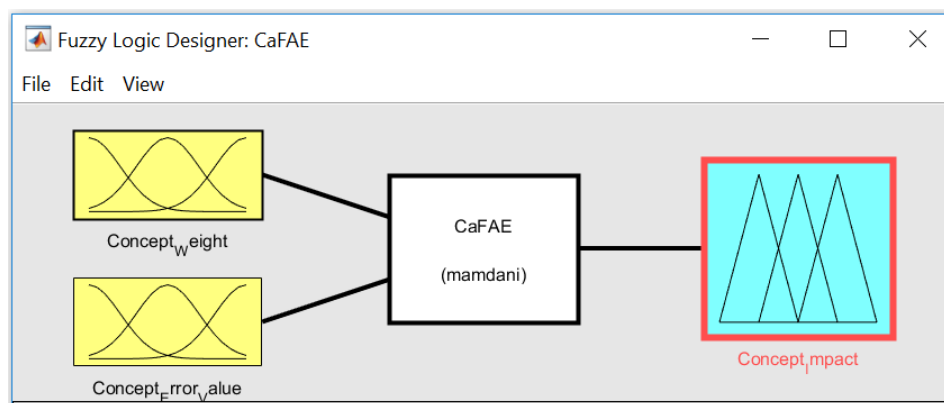 Fuzzy Logic Designer: CaFAE
File Edit View
Concept_Weight
CaFAE
(mamdani)
Concept_Error_Value
Concept_Impact